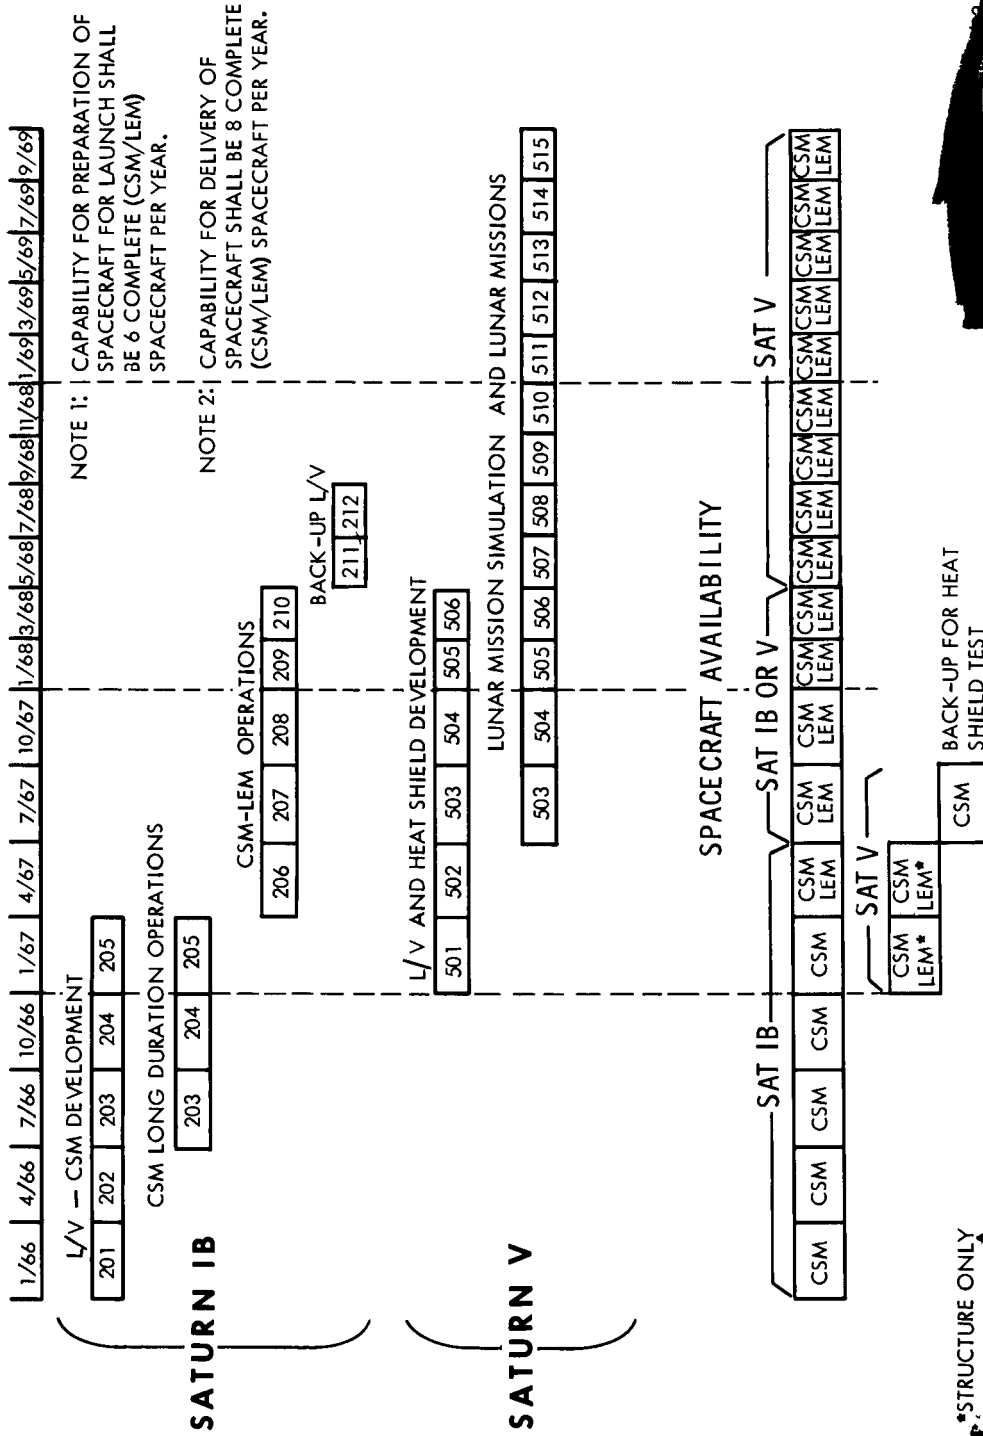 1/66 4/66 7/66 10/66 1/67 4/67 7/67 10/67 1/68 3/68 5/68 7/68 9/68 11/68 1/69 3/69 5/69 7/69 9/69
NOTE 1: CAPABILITY FOR PREPARATION OF
SPACECRAFT FOR LAUNCH SHALL
BE 6 COMPLETE (CSM/LEM)
SPACECRAFT PER YEAR.
NOTE 2: CAPABILITY FOR DELIVERY OF
SPACECRAFT SHALL BE 8 COMPLETE
(CSM/LEM) SPACECRAFT PER YEAR.
SATURN IB
L/V – CSM DEVELOPMENT
201 202 203 204 205
CSM LONG DURATION OPERATIONS
203 204 205
CSM-LEM OPERATIONS
206 207 208 209 210
BACK-UP L/V
211 212
SATURN V
L/V AND HEAT SHIELD DEVELOPMENT
501 502 503 504 505 506
LUNAR MISSION SIMULATION AND LUNAR MISSIONS
503 504 505 506 507 508 509 510 511 512 513 514 515
SPACECRAFT AVAILABILITY
SAT IB SAT IB OR V SAT V
CSM CSM CSM CSM CSM CSM CSM CSM CSM CSM CSM CSM CSM CSM CSM CSM CSM CSM CSM
LEM LEM LEM LEM LEM LEM LEM LEM LEM LEM LEM LEM LEM LEM
SAT V
CSM CSM
LEM* LEM*
CSM
BACK-UP FOR HEAT
SHIELD TEST
*STRUCTURE ONLY